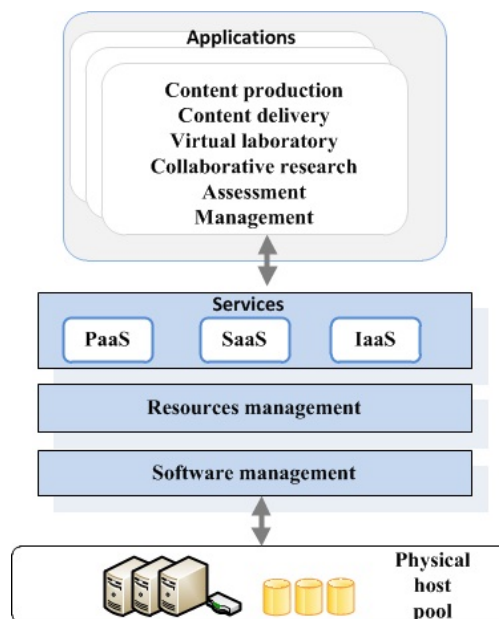 Applications
Content production
Content delivery
Virtual laboratory
Collaborative research
Assessment
Management
Services
PaaS SaaS IaaS
Resources management
Software management
Physical
host
pool